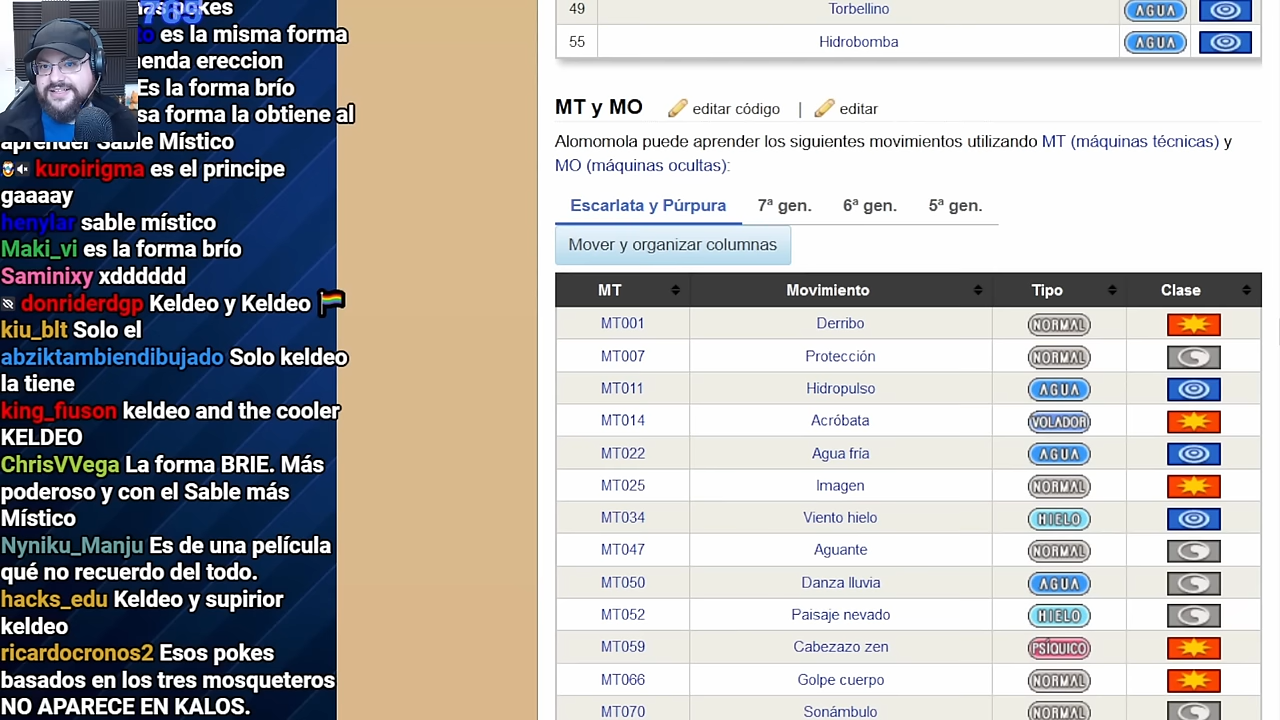 789
pokes
es la misma forma
ereccion
Es la forma brío
forma la obtiene al
aprender Sable Místico
kuroirigma es el principe
gaaaay
henylar sable místico
Maki_vi es la forma brío
Saminixy xdddddd
donriderdgp Keldeo y Keldeo
kiu_blt Solo el
abziktambiendibujado Solo keldeo
la tiene
king_fiuson keldeo and the cooler
KELDEO
ChrisVVega La forma BRIE. Más
poderoso y con el Sable más
Místico
Nyniku_Manju Es de una película
qué no recuerdo del todo.
hacks_edu Keldeo y supirior
keldeo
ricardocronos2 Esos pokes
basados en los tres mosqueteros
NO APARECE EN KALOS.
49 Torbellino AGUA
55 Hidrobomba AGUA
MT y MO editar código | editar
Alomomola puede aprender los siguientes movimientos utilizando MT (máquinas técnicas) y
MO (máquinas ocultas):
Escarlata y Púrpura 7ª gen. 6ª gen. 5ª gen.
Mover y organizar columnas
MT Movimiento Tipo Clase
MT001 Derribo NORMAL
MT007 Protección NORMAL
MT011 Hidropulso AGUA
MT014 Acróbata VOLADOR
MT022 Agua fría AGUA
MT025 Imagen NORMAL
MT034 Viento hielo HIELO
MT047 Aguante NORMAL
MT050 Danza lluvia AGUA
MT052 Paisaje nevado HIELO
MT059 Cabezazo zen PSÍQUICO
MT066 Golpe cuerpo NORMAL
MT070 Sonámbulo NORMAL